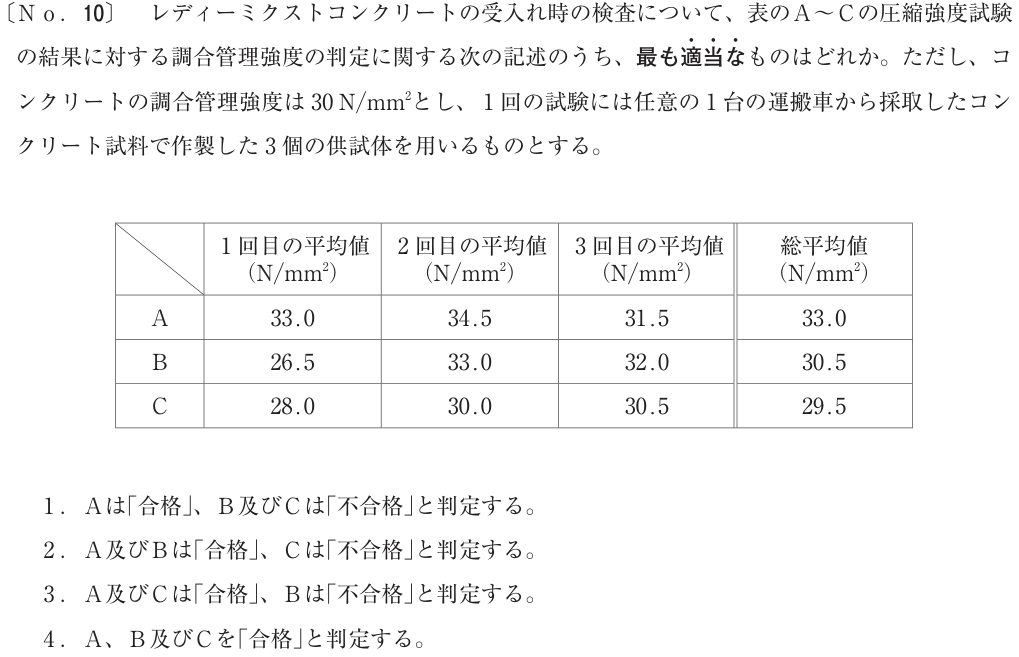 〔Ｎｏ．10〕　レディーミクストコンクリートの受入れ時の検査について、表のＡ～Ｃの圧縮強度試験
の結果に対する調合管理強度の判定に関する次の記述のうち、最も適当なものはどれか。ただし、コ
ンクリートの調合管理強度は 30 N/mm²とし、１回の試験には任意の１台の運搬車から採取したコン
クリート試料で作製した３個の供試体を用いるものとする。
１回目の平均値 ２回目の平均値 ３回目の平均値 総平均値
（N/mm²） （N/mm²） （N/mm²） （N/mm²）
A 33.0 34.5 31.5 33.0
B 26.5 33.0 32.0 30.5
C 28.0 30.0 30.5 29.5
１．Ａは「合格」、Ｂ及びＣは「不合格」と判定する。
２．Ａ及びＢは「合格」、Ｃは「不合格」と判定する。
３．Ａ及びＣは「合格」、Ｂは「不合格」と判定する。
４．Ａ、Ｂ及びＣを「合格」と判定する。